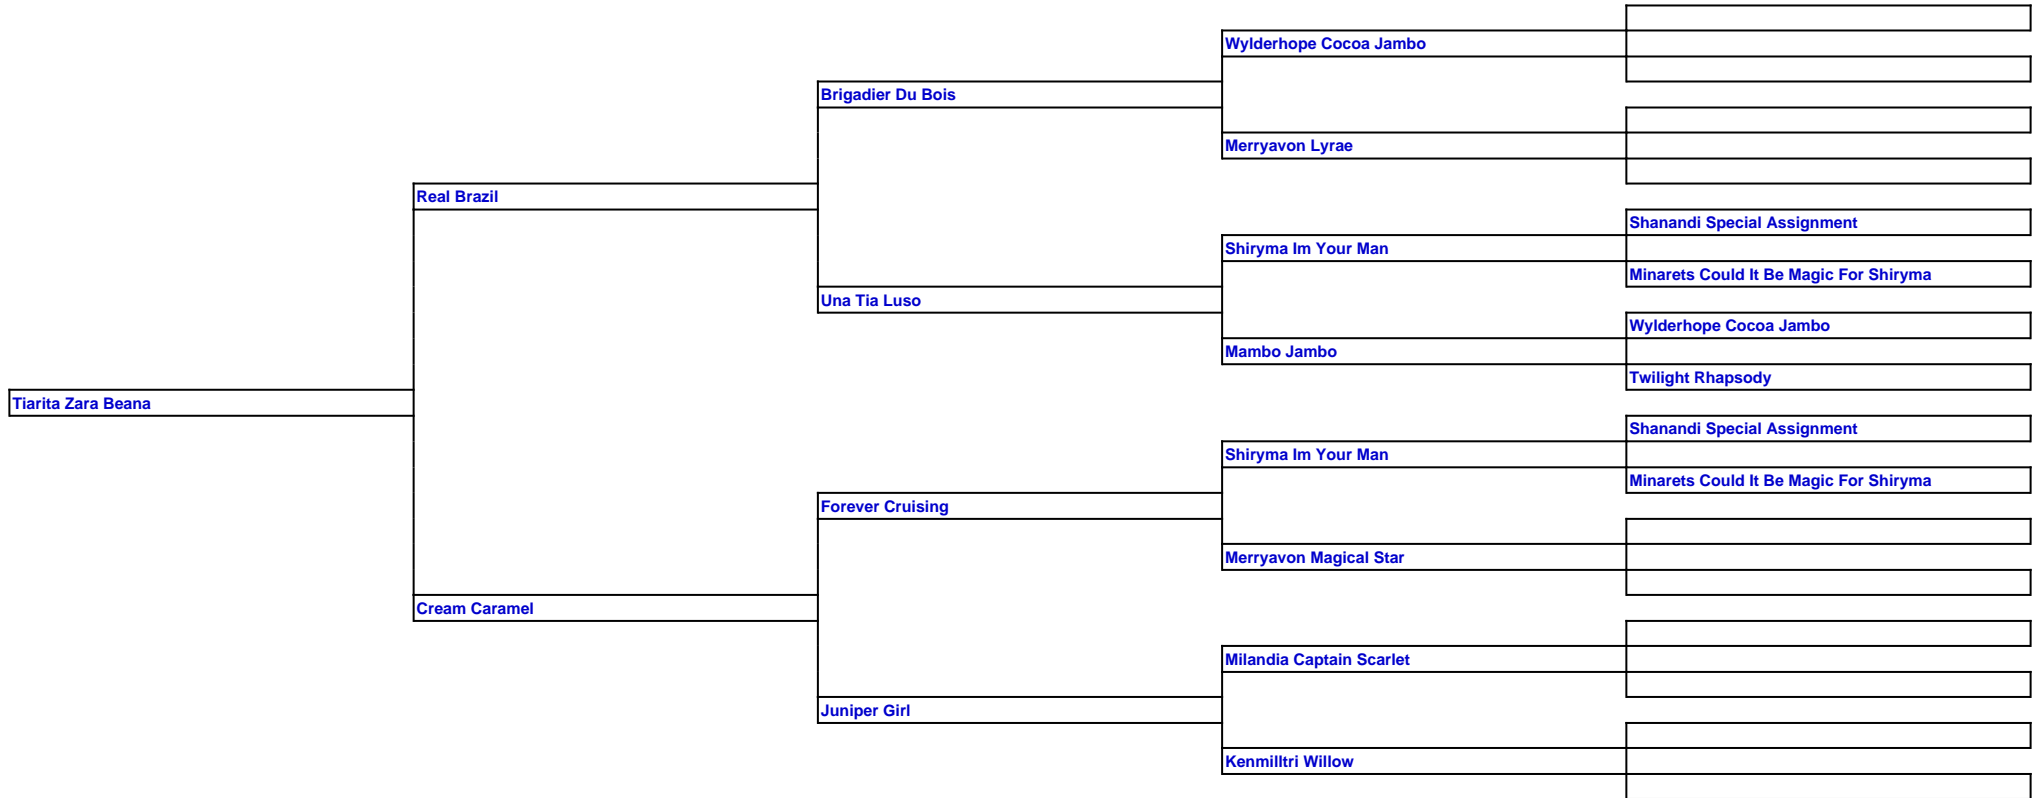 Wylderhope Cocoa Jambo
Brigadier Du Bois
Merryavon Lyrae
Real Brazil
Shanandi Special Assignment
Shiryma Im Your Man
Minarets Could It Be Magic For Shiryma
Una Tia Luso
Wylderhope Cocoa Jambo
Mambo Jambo
Twilight Rhapsody
Tiarita Zara Beana
Shanandi Special Assignment
Shiryma Im Your Man
Minarets Could It Be Magic For Shiryma
Forever Cruising
Merryavon Magical Star
Cream Caramel
Milandia Captain Scarlet
Juniper Girl
Kenmilltri Willow